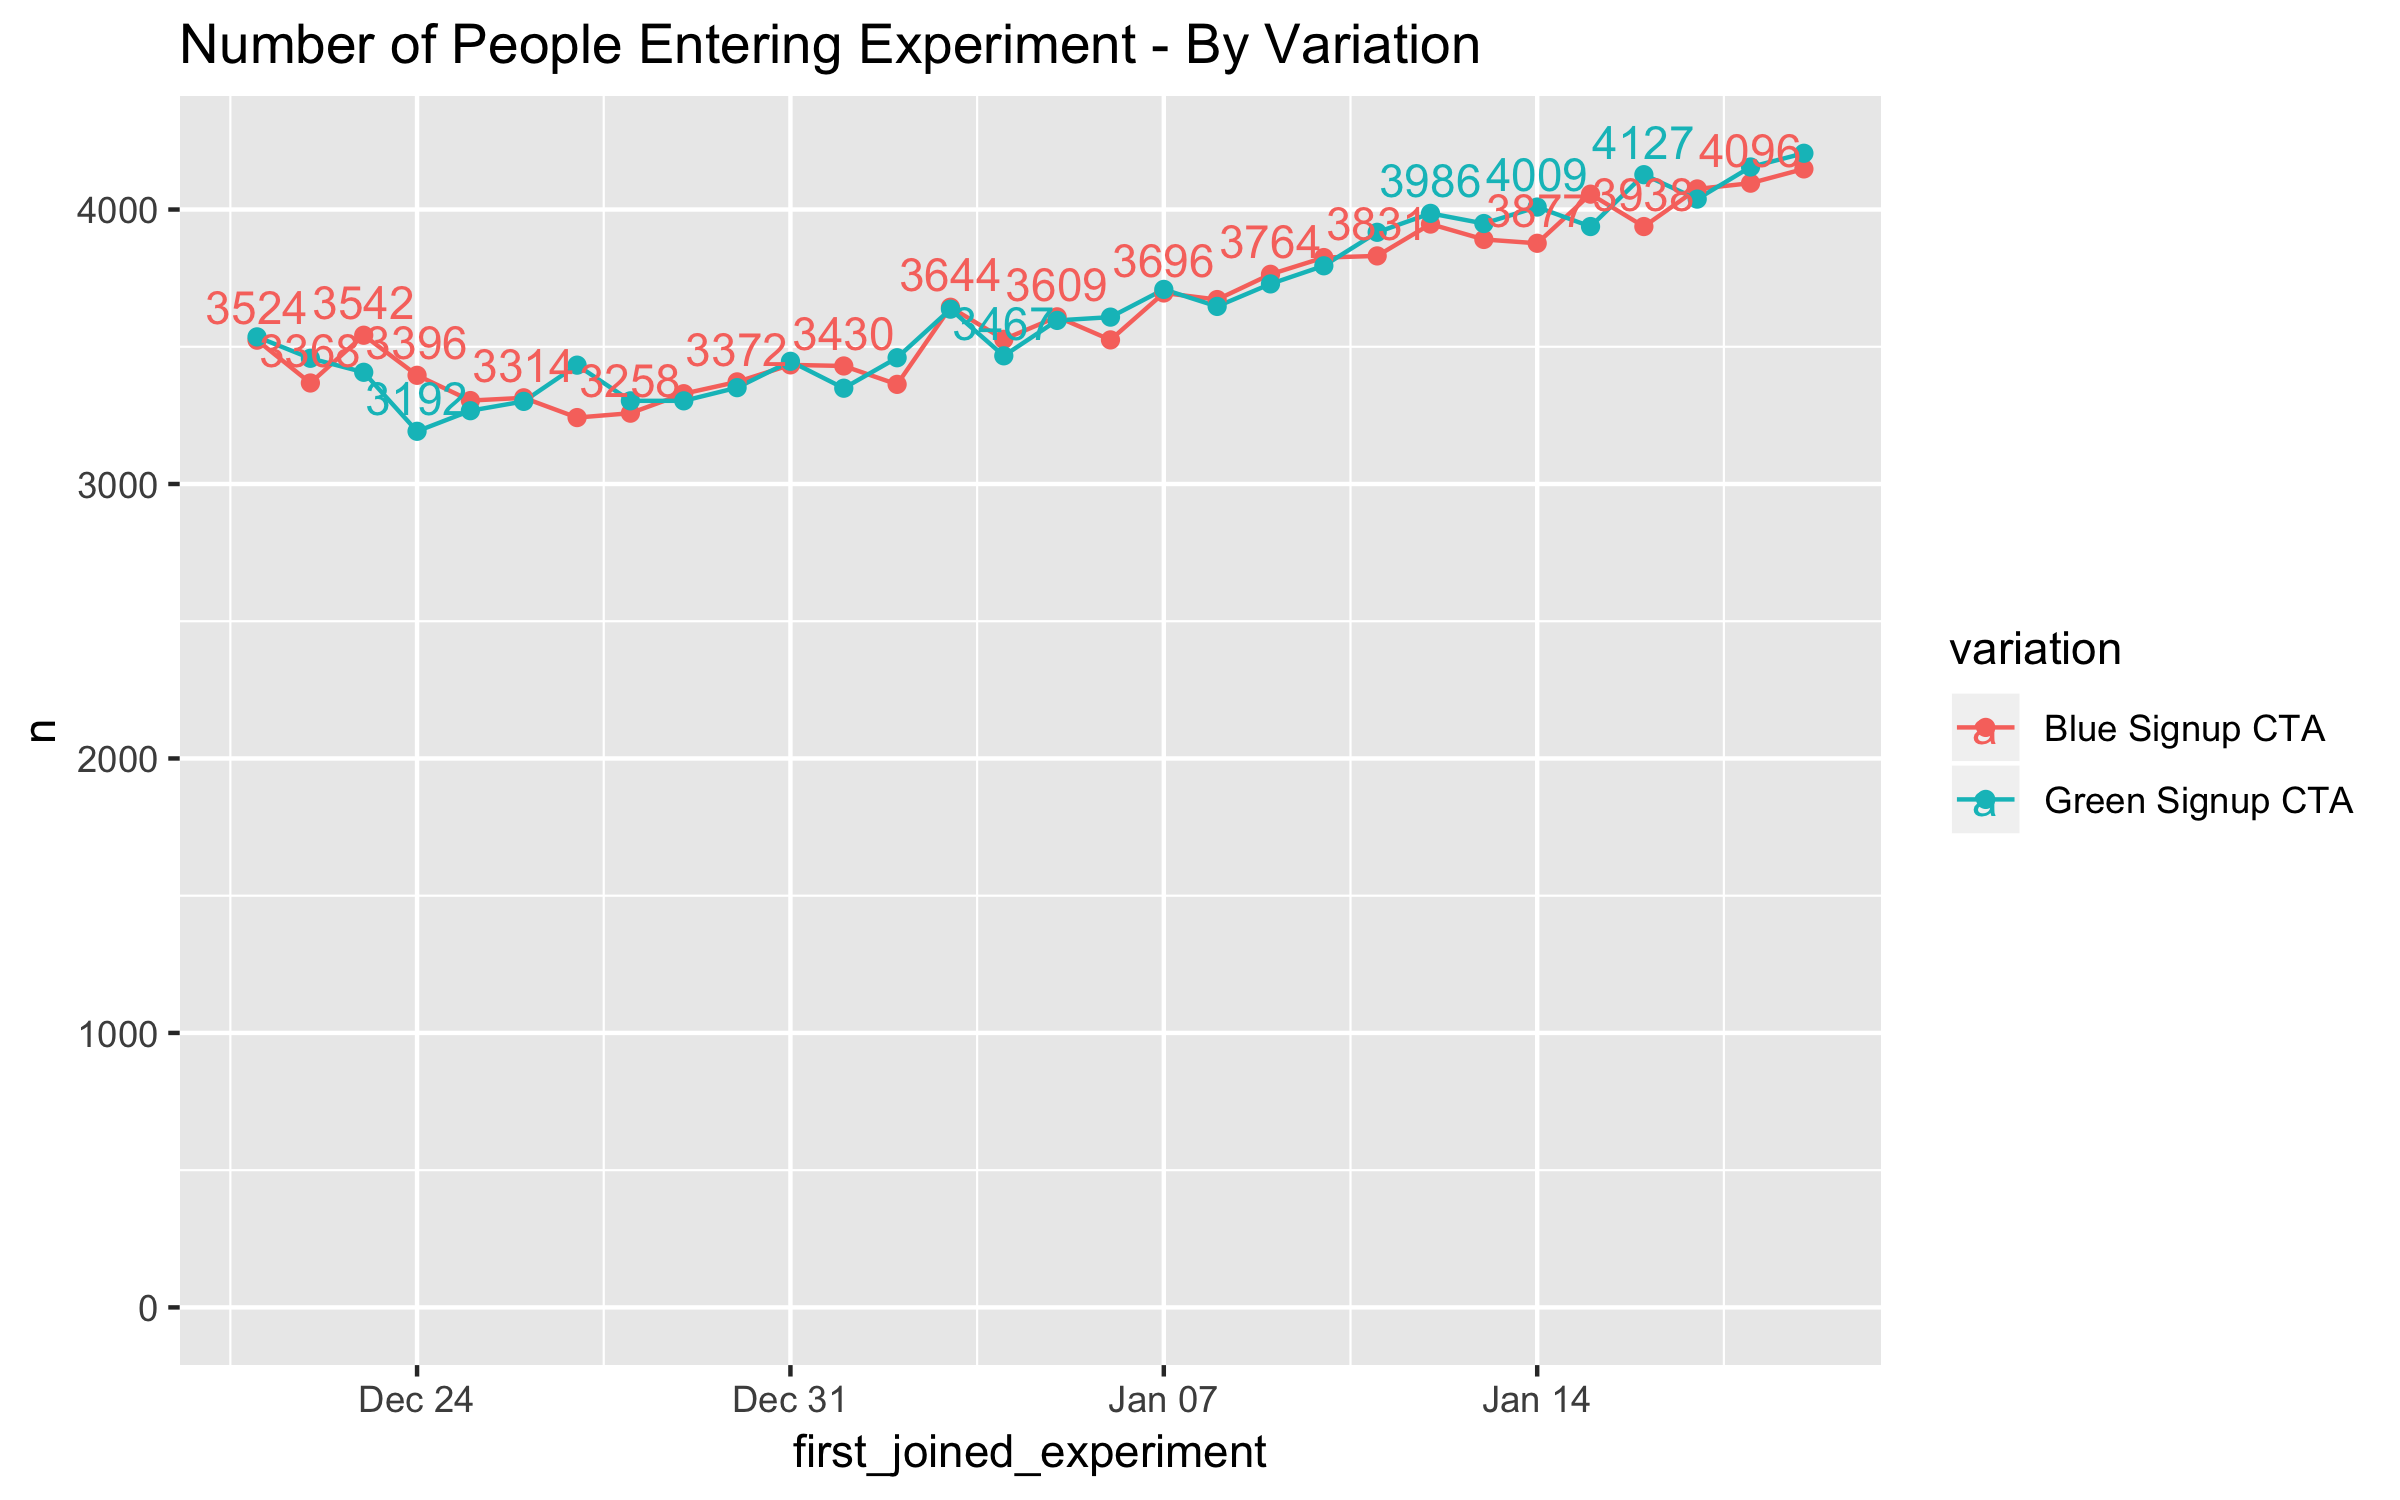 Number of People Entering Experiment - By Variation
4000
3000
2000
1000
0
n
3524
3368
3542
3396
3192
3314
3258
3372
3430
3644
3467
3609
3696
3764
3831
3986
3877
4009
3938
4127
4096
Dec 24
Dec 31
Jan 07
Jan 14
first_joined_experiment
variation
a Blue Signup CTA
a Green Signup CTA